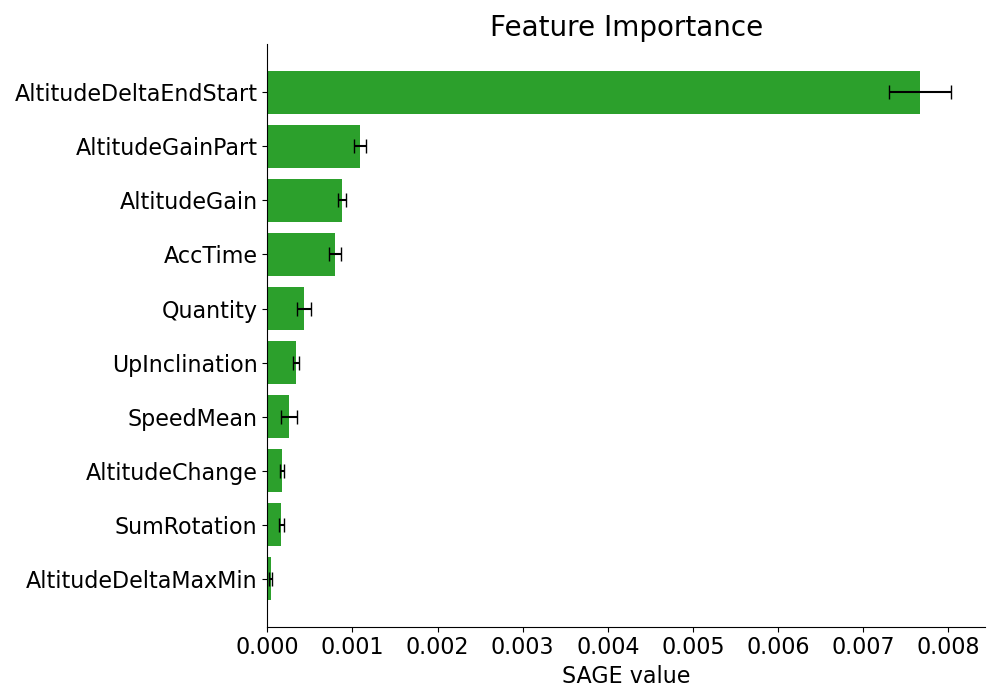 Feature Importance
AltitudeDeltaEndStart
AltitudeGainPart
AltitudeGain
AccTime
Quantity
UpInclination
SpeedMean
AltitudeChange
SumRotation
AltitudeDeltaMaxMin
0.000 0.001 0.002 0.003 0.004 0.005 0.006 0.007 0.008
SAGE value